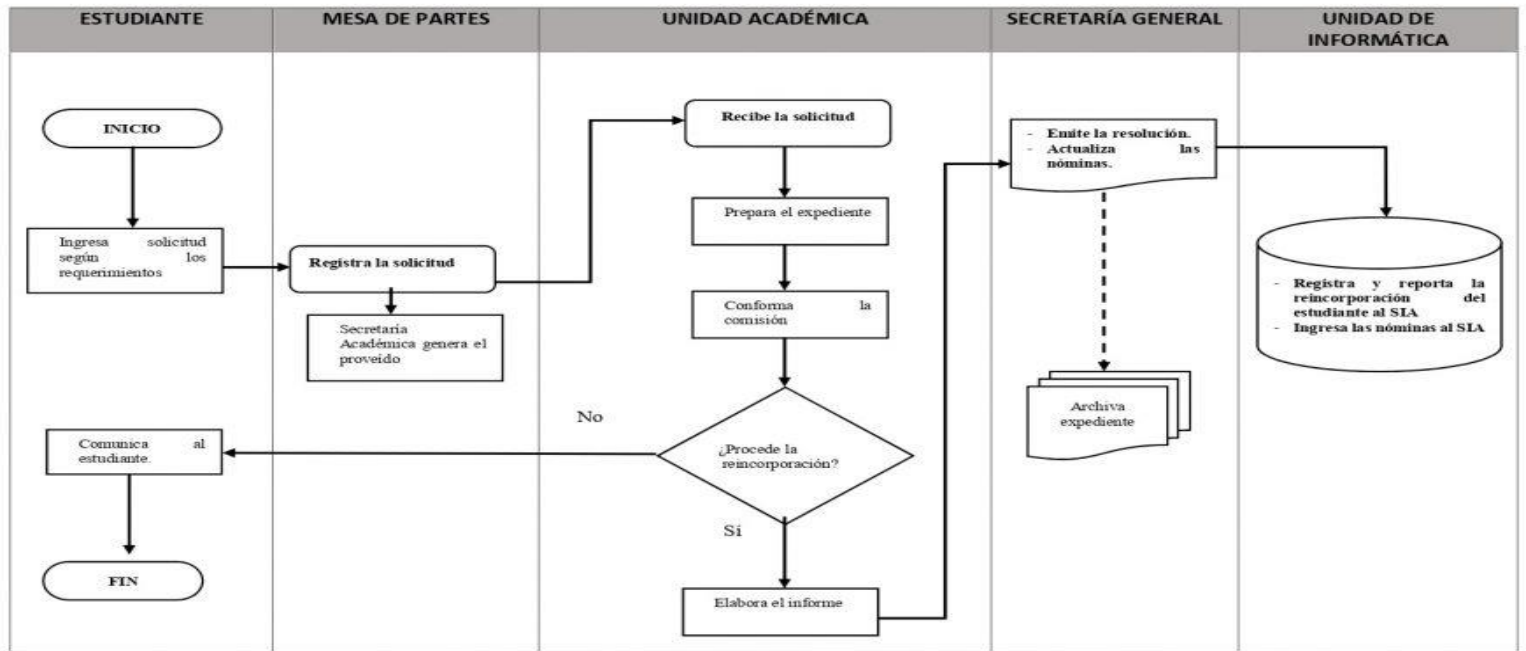 ESTUDIANTE
MESA DE PARTES
UNIDAD ACADÉMICA
SECRETARÍA GENERAL
UNIDAD DE
INFORMÁTICA
INICIO
Ingresa solicitud
según los
requerimientos
Registra la solicitud
Secretaría
Académica genera el
proveído
Recibe la solicitud
Prepara el expediente
Conforma la
comisión
¿Procede la
reincorporación?
No
Comunica al
estudiante.
FIN
Sí
Elabora el informe
- Emite la resolución.
- Actualiza las
nóminas.
Archiva
expediente
- Registra y reporta la
reincorporación del
estudiante al SIA
- Ingresa las nóminas al SIA